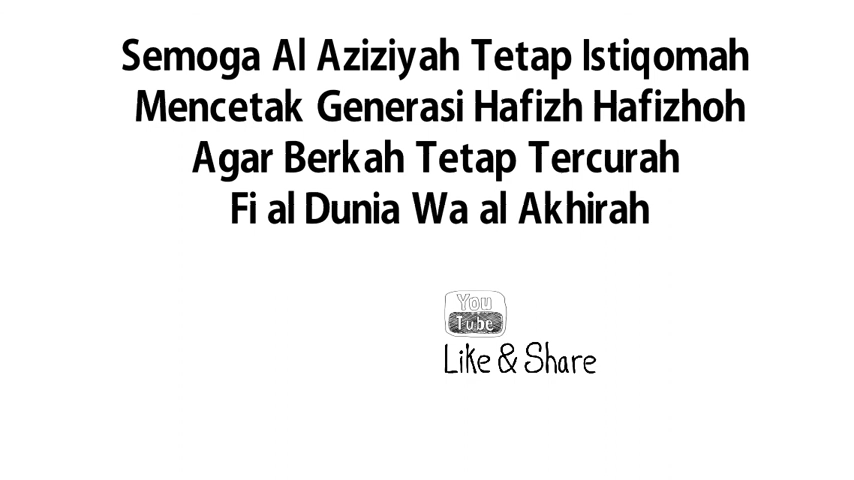 Semoga Al Aziziyah Tetap Istiqomah
Mencetak Generasi Hafizh Hafizhoh
Agar Berkah Tetap Tercurah
Fi al Dunia Wa al Akhirah
You
Tube
Like & Share